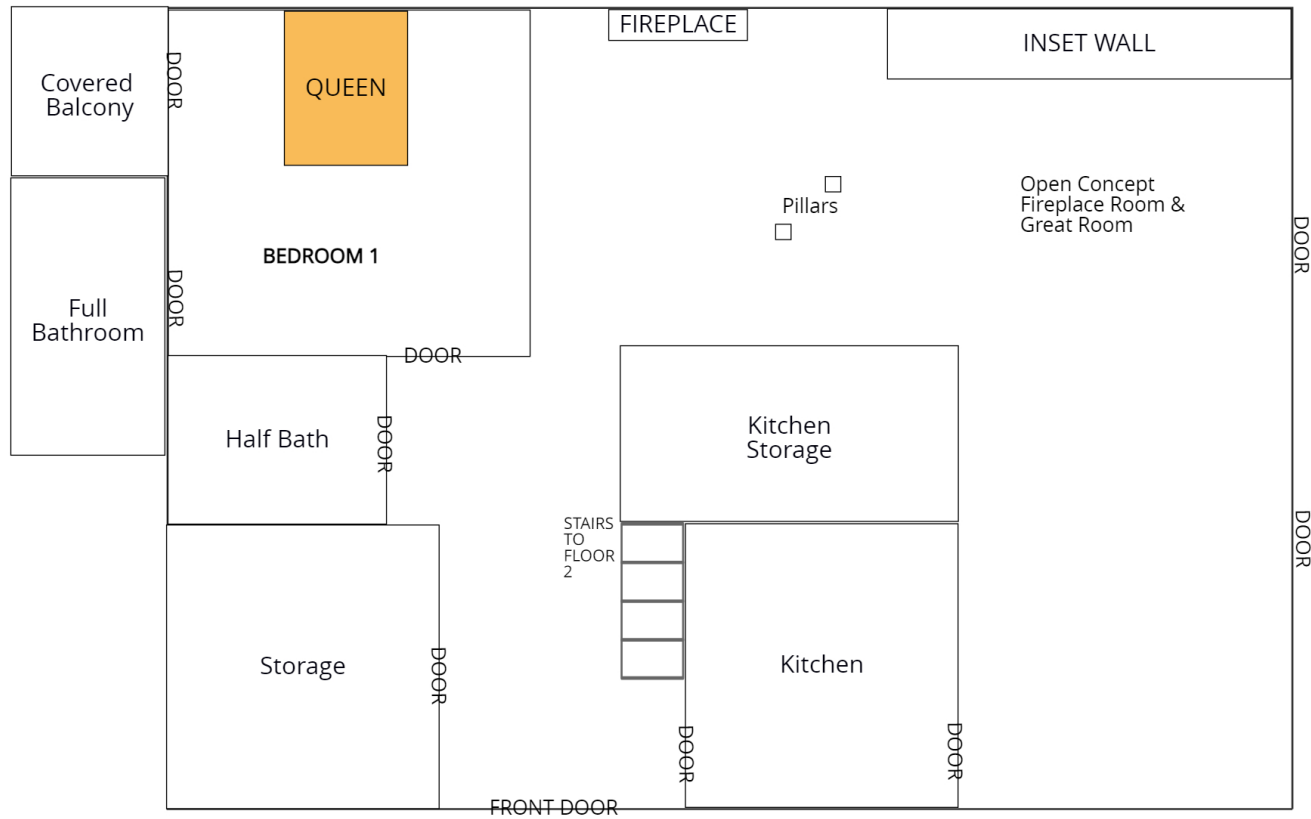 FIREPLACE
INSET WALL
Covered
Balcony
DOOR
QUEEN
Open Concept
Fireplace Room &
Great Room
Pillars
DOOR
BEDROOM 1
DOOR
Full
Bathroom
DOOR
Half Bath
DOOR
Kitchen
Storage
STAIRS
TO
FLOOR
2
DOOR
Storage
DOOR
Kitchen
DOOR
DOOR
FRONT DOOR